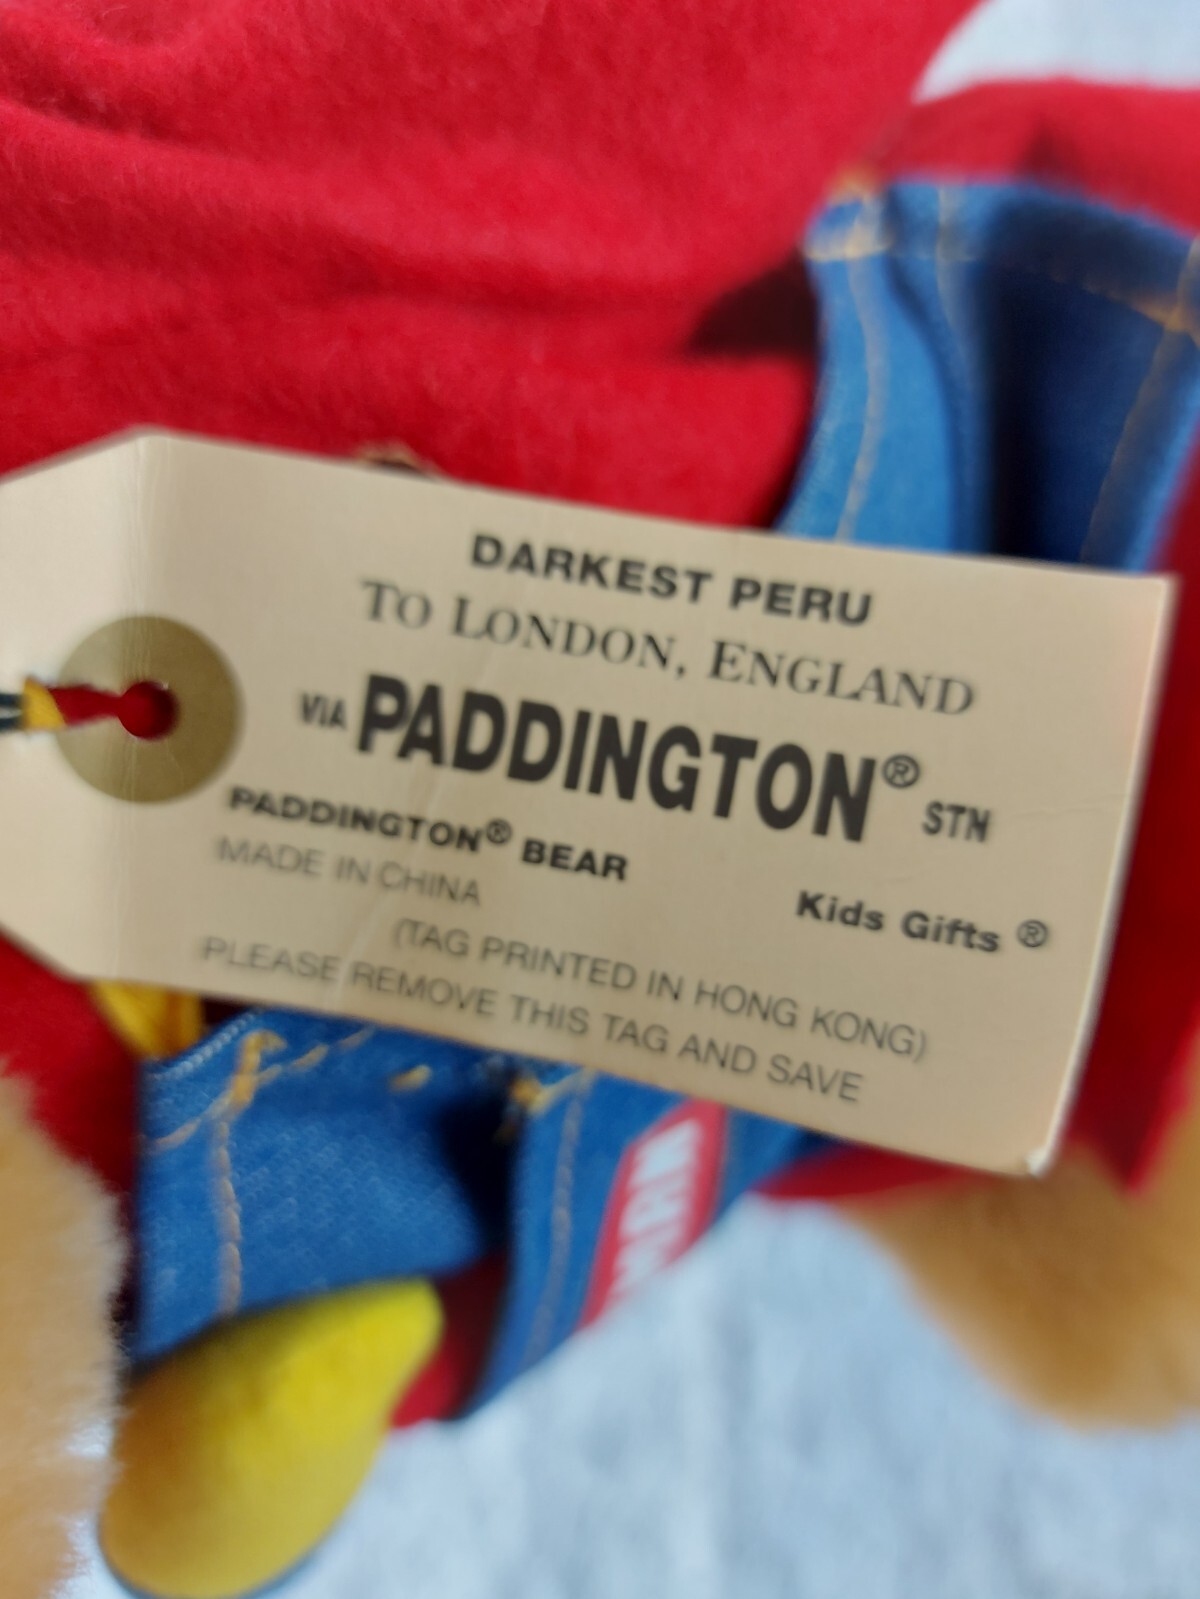 DARKEST PERU
TO LONDON, ENGLAND
VIA PADDINGTON® STN
PADDINGTON® BEAR
MADE IN CHINA
Kids Gifts ®
(TAG PRINTED IN HONG KONG)
PLEASE REMOVE THIS TAG AND SAVE